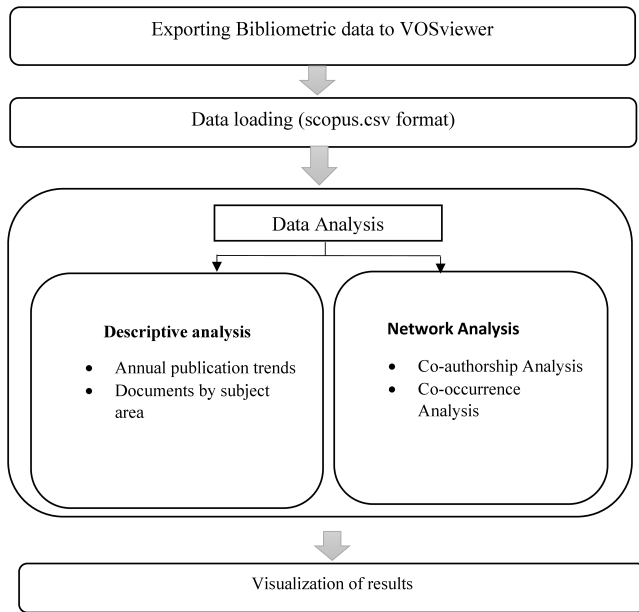 Exporting Bibliometric data to VOSviewer
Data loading (scopus.csv format)
Data Analysis
Descriptive analysis
• Annual publication trends
• Documents by subject
area
Network Analysis
• Co-authorship Analysis
• Co-occurrence
Analysis
Visualization of results